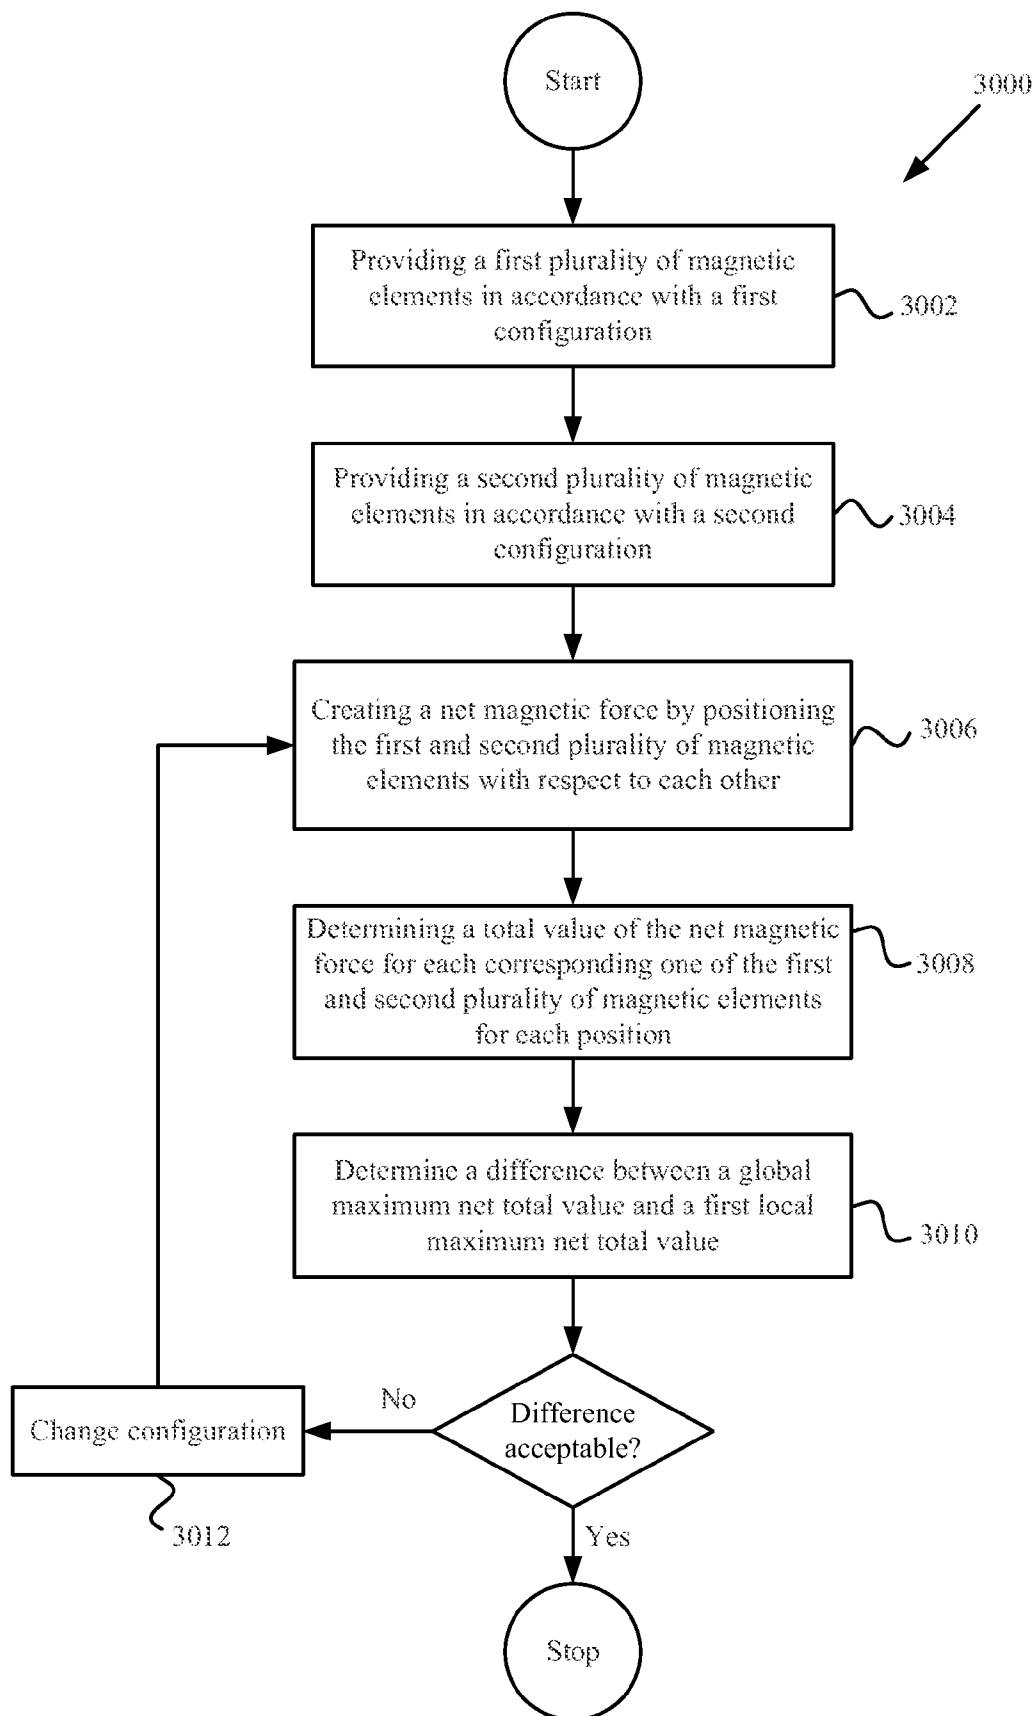 Start
3000
Providing a first plurality of magnetic
elements in accordance with a first
configuration
3002
Providing a second plurality of magnetic
elements in accordance with a second
configuration
3004
Creating a net magnetic force by positioning
the first and second plurality of magnetic
elements with respect to each other
3006
Determining a total value of the net magnetic
force for each corresponding one of the first
and second plurality of magnetic elements
for each position
3008
Determine a difference between a global
maximum net total value and a first local
maximum net total value
3010
No
Difference
acceptable?
Change configuration
3012
Yes
Stop